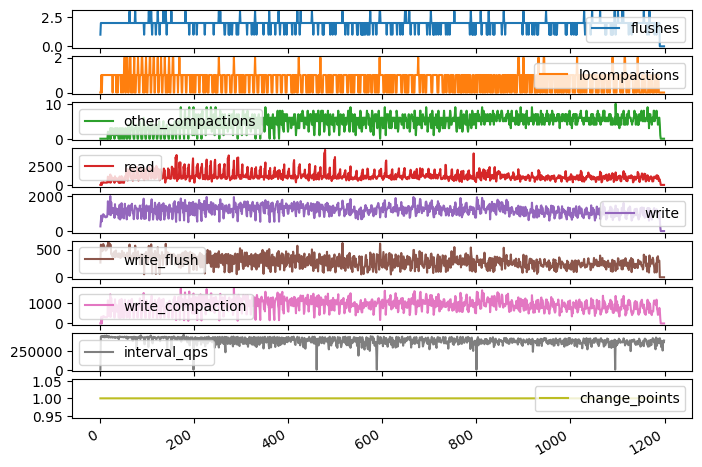 2.5
0.0
flushes
2
0
l0compactions
10
0
other_compactions
2500
0
read
2000
0
write
500
0
write_flush
1000
0
write_compaction
250000
0
interval_qps
1.05
1.00
0.95
change_points
0
200
400
600
800
1000
1200